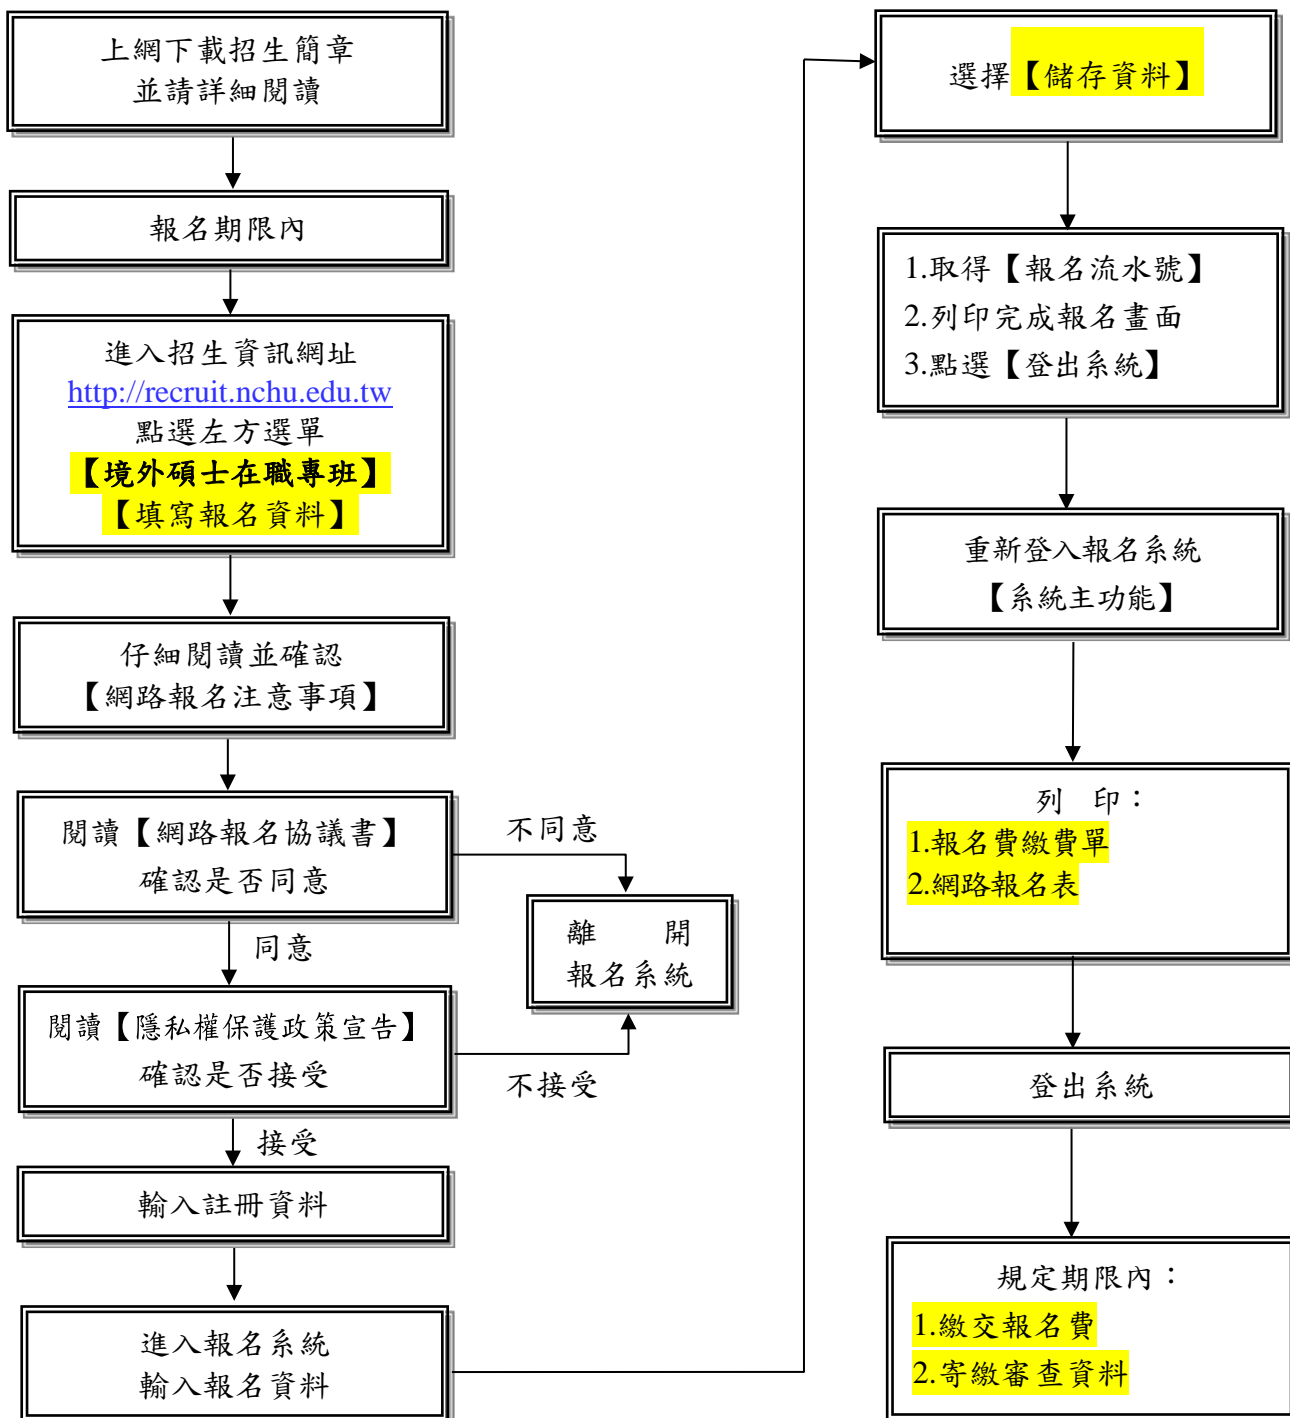 上網下載招生簡章
並請詳細閱讀
報名期限內
進入招生資訊網址
http://recruit.nchu.edu.tw
點選左方選單
【境外碩士在職專班】
【填寫報名資料】
仔細閱讀並確認
【網路報名注意事項】
閱讀【網路報名協議書】
確認是否同意
不同意
同意
離 開
報名系統
閱讀【隱私權保護政策宣告】
確認是否接受
不接受
接受
輸入註冊資料
進入報名系統
輸入報名資料
選擇【儲存資料】
1.取得【報名流水號】
2.列印完成報名畫面
3.點選【登出系統】
重新登入報名系統
【系統主功能】
列 印：
1.報名費繳費單
2.網路報名表
登出系統
規定期限內：
1.繳交報名費
2.寄繳審查資料